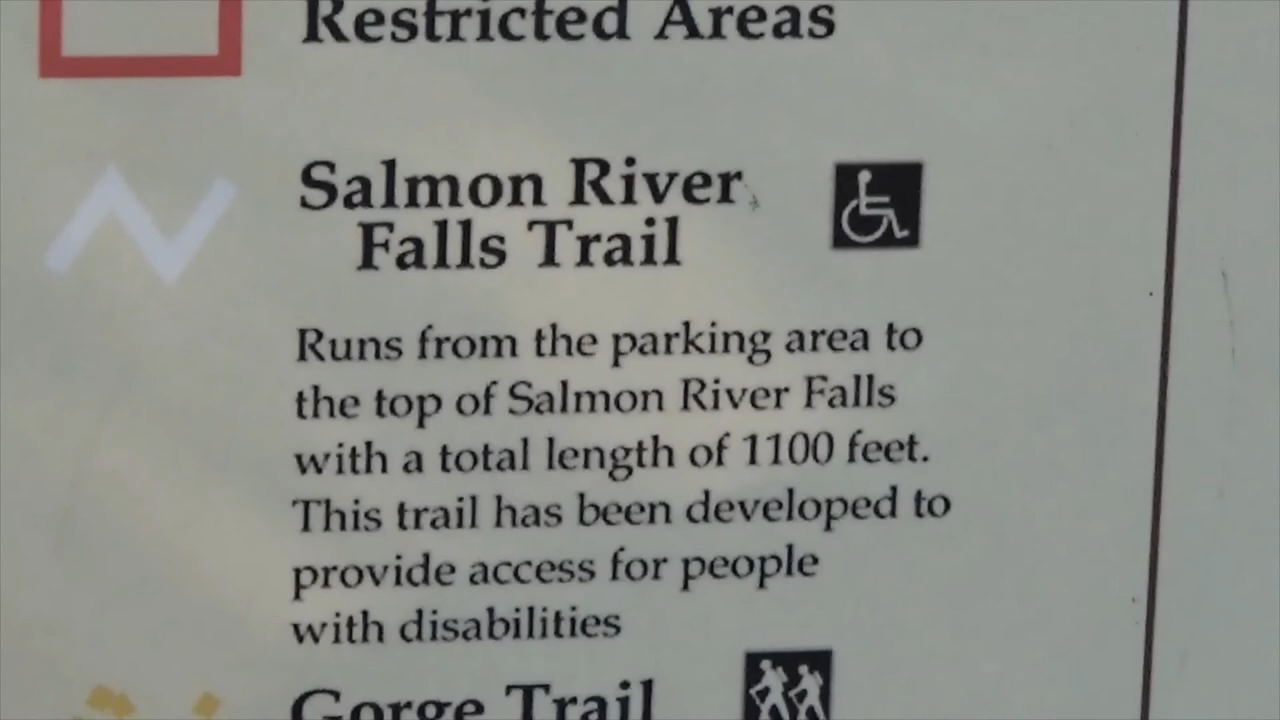 Restricted Areas
Salmon River
Falls Trail
Runs from the parking area to
the top of Salmon River Falls
with a total length of 1100 feet.
This trail has been developed to
provide access for people
with disabilities
Gorge Trail